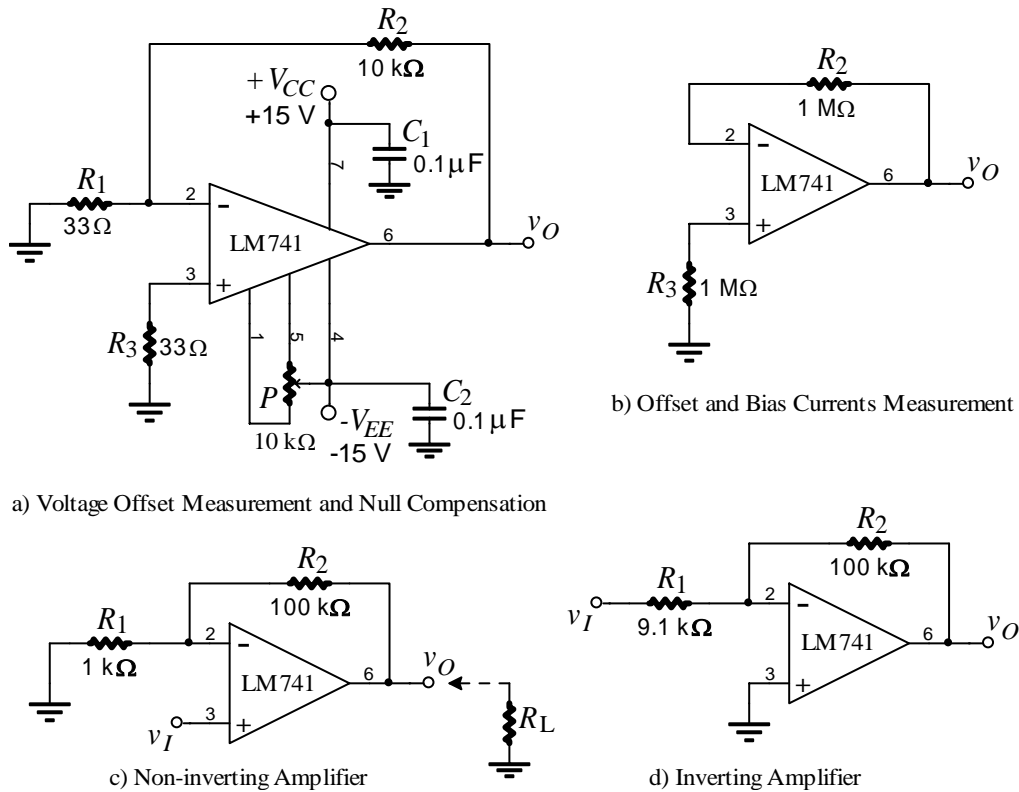 R2
10 kΩ
+ VCC
+15 V
C1
0.1 µF
7
R1
33Ω
2
-
LM741
6
vO
3
+
R3
33Ω
1
5
4
P
10 kΩ
C2
0.1 µF
-VEE
-15 V
a) Voltage Offset Measurement and Null Compensation
R2
1 MΩ
2
-
LM741
6
vO
3
+
R3
1 MΩ
b) Offset and Bias Currents Measurement
R2
100 kΩ
R1
1 kΩ
2
-
LM741
6
vO
vI
3
+
RL
c) Non-inverting Amplifier
R2
100 kΩ
R1
vI
9.1 kΩ
2
-
LM741
6
vO
3
+
d) Inverting Amplifier